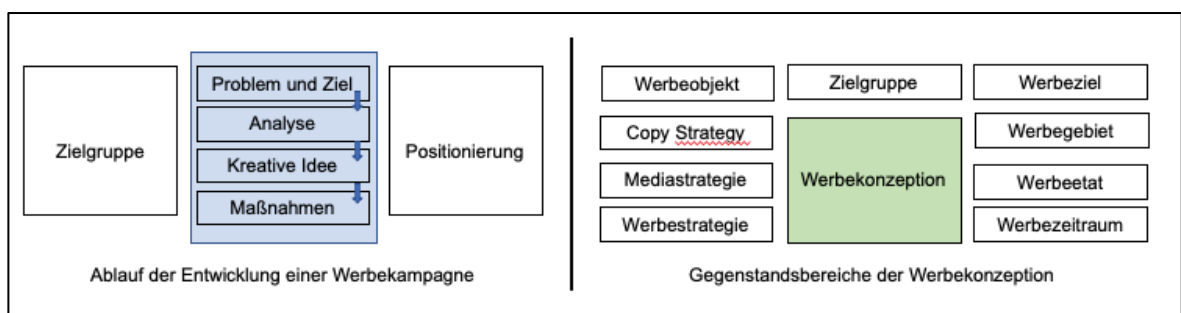 Zielgruppe
Problem und Ziel
Analyse
Kreative Idee
Maßnahmen
Positionierung
Ablauf der Entwicklung einer Werbekampagne
Werbeobjekt
Zielgruppe
Werbeziel
Copy Strategy
Werbegebiet
Mediastrategie
Werbekonzeption
Werbeetat
Werbestrategie
Werbezeitraum
Gegenstandsbereiche der Werbekonzeption